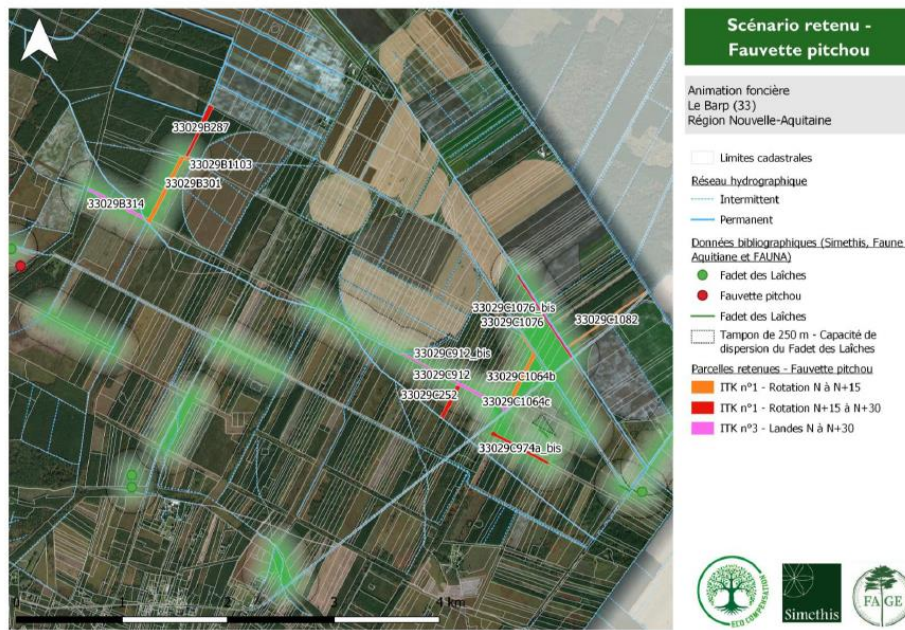 Scénario retenu -
Fauvette pitchou
Animation foncière
Le Barp (33)
Région Nouvelle-Aquitaine
Limites cadastrales
Réseau hydrographique
Intermittent
Permanent
Données bibliographiques (Simethis, Faune
Aquitiane et FAUNA)
Fadet des Laîches
Fauvette pitchou
Fadet des Laîches
Tampon de 250 m - Capacité de
dispersion du Fadet des Laîches
Parcelles retenues - Fauvette pitchou
ITK n°1 - Rotation N à N+15
ITK n°1 - Rotation N+15 à N+30
ITK n°3 - Landes N à N+30
33029B287
33029B1103
33029B301
33029B314
33029C1076_bis
33029C1076
33029C1082
33029C912_bis
33029C912
33029C1064b
33029C252
33029C1064c
33029C974a_bis
0 1 2 3 4 km
ECO COMPENSATION
Simethis
FA GE